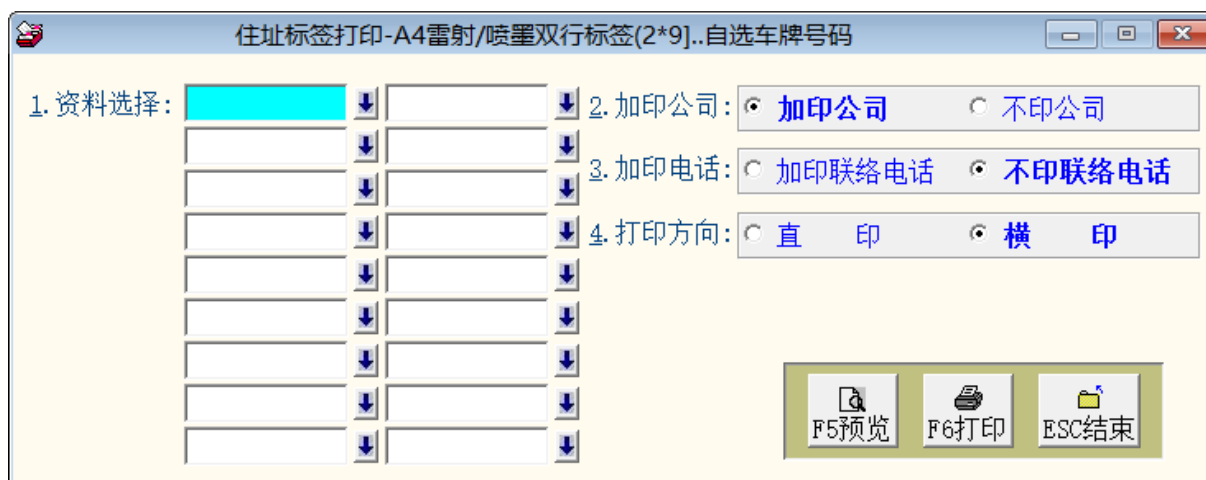 住址标签打印-A4雷射/喷墨双行标签(2*9]..自选车牌号码
1.资料选择:
2.加印公司: 加印公司 不印公司
3.加印电话: 加印联络电话 不印联络电话
4.打印方向: 直 印 横 印
F5预览 F6打印 ESC结束